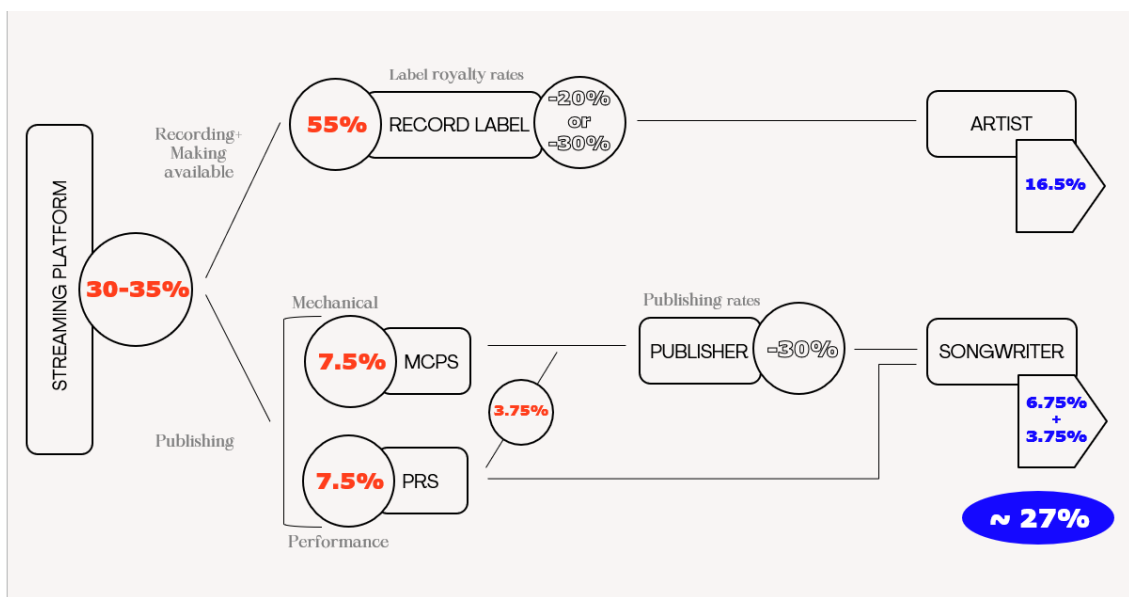 Label royalty rates
55%
RECORD LABEL
-20%
or
-30%
ARTIST
16.5%
Recording+
Making
available
STREAMING PLATFORM
30-35%
Publishing
Mechanical
7.5%
MCPS
3.75%
7.5%
PRS
Performance
Publishing rates
PUBLISHER
-30%
SONGWRITER
6.75%
+
3.75%
~ 27%